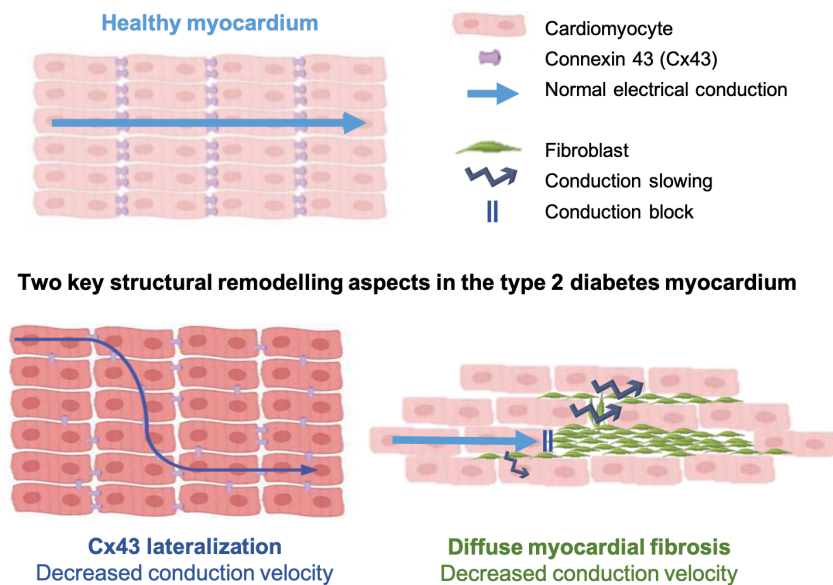 Healthy myocardium
Cardiomyocyte
Connexin 43 (Cx43)
Normal electrical conduction
Fibroblast
Conduction slowing
Conduction block
Two key structural remodelling aspects in the type 2 diabetes myocardium
Cx43 lateralization
Decreased conduction velocity
Diffuse myocardial fibrosis
Decreased conduction velocity